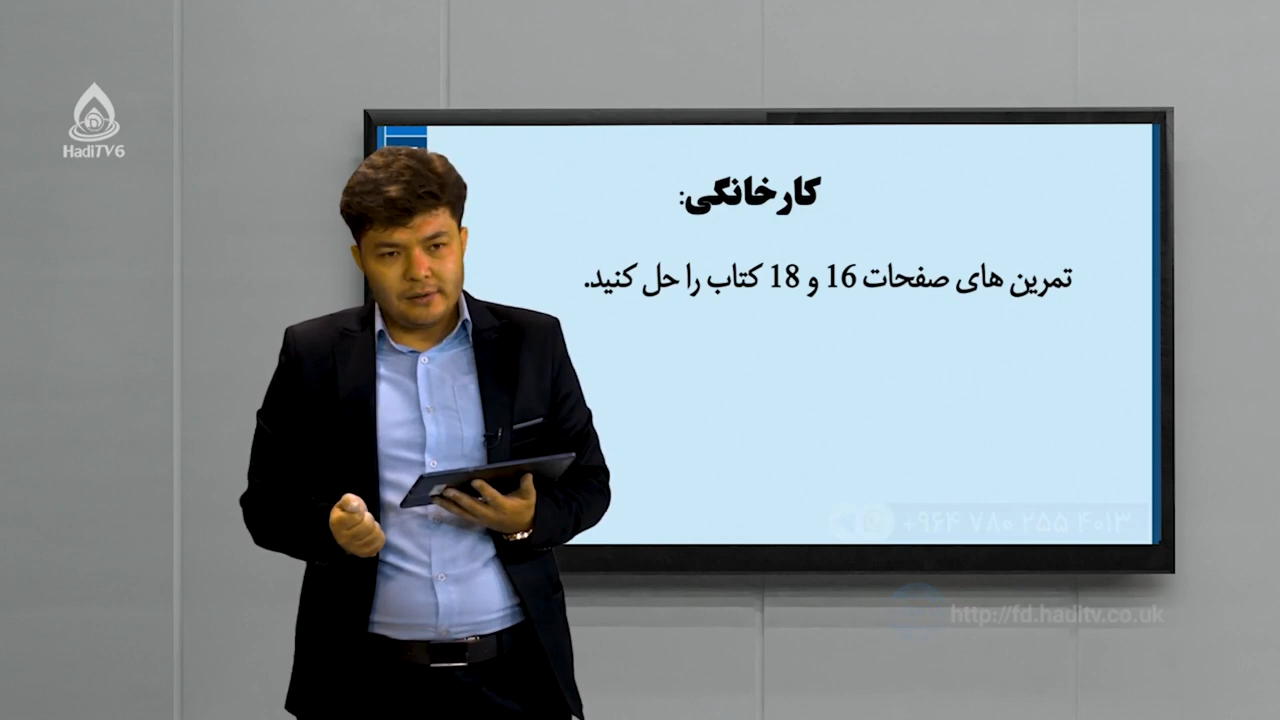 HadiTV6
کارخانگی:
تمرین های صفحات 16 و 18 کتاب را حل کنید.
+۹۶۴ ۷۸۰ ۲۵۵ ۴۰۱۳
http://fd.haditv.co.uk